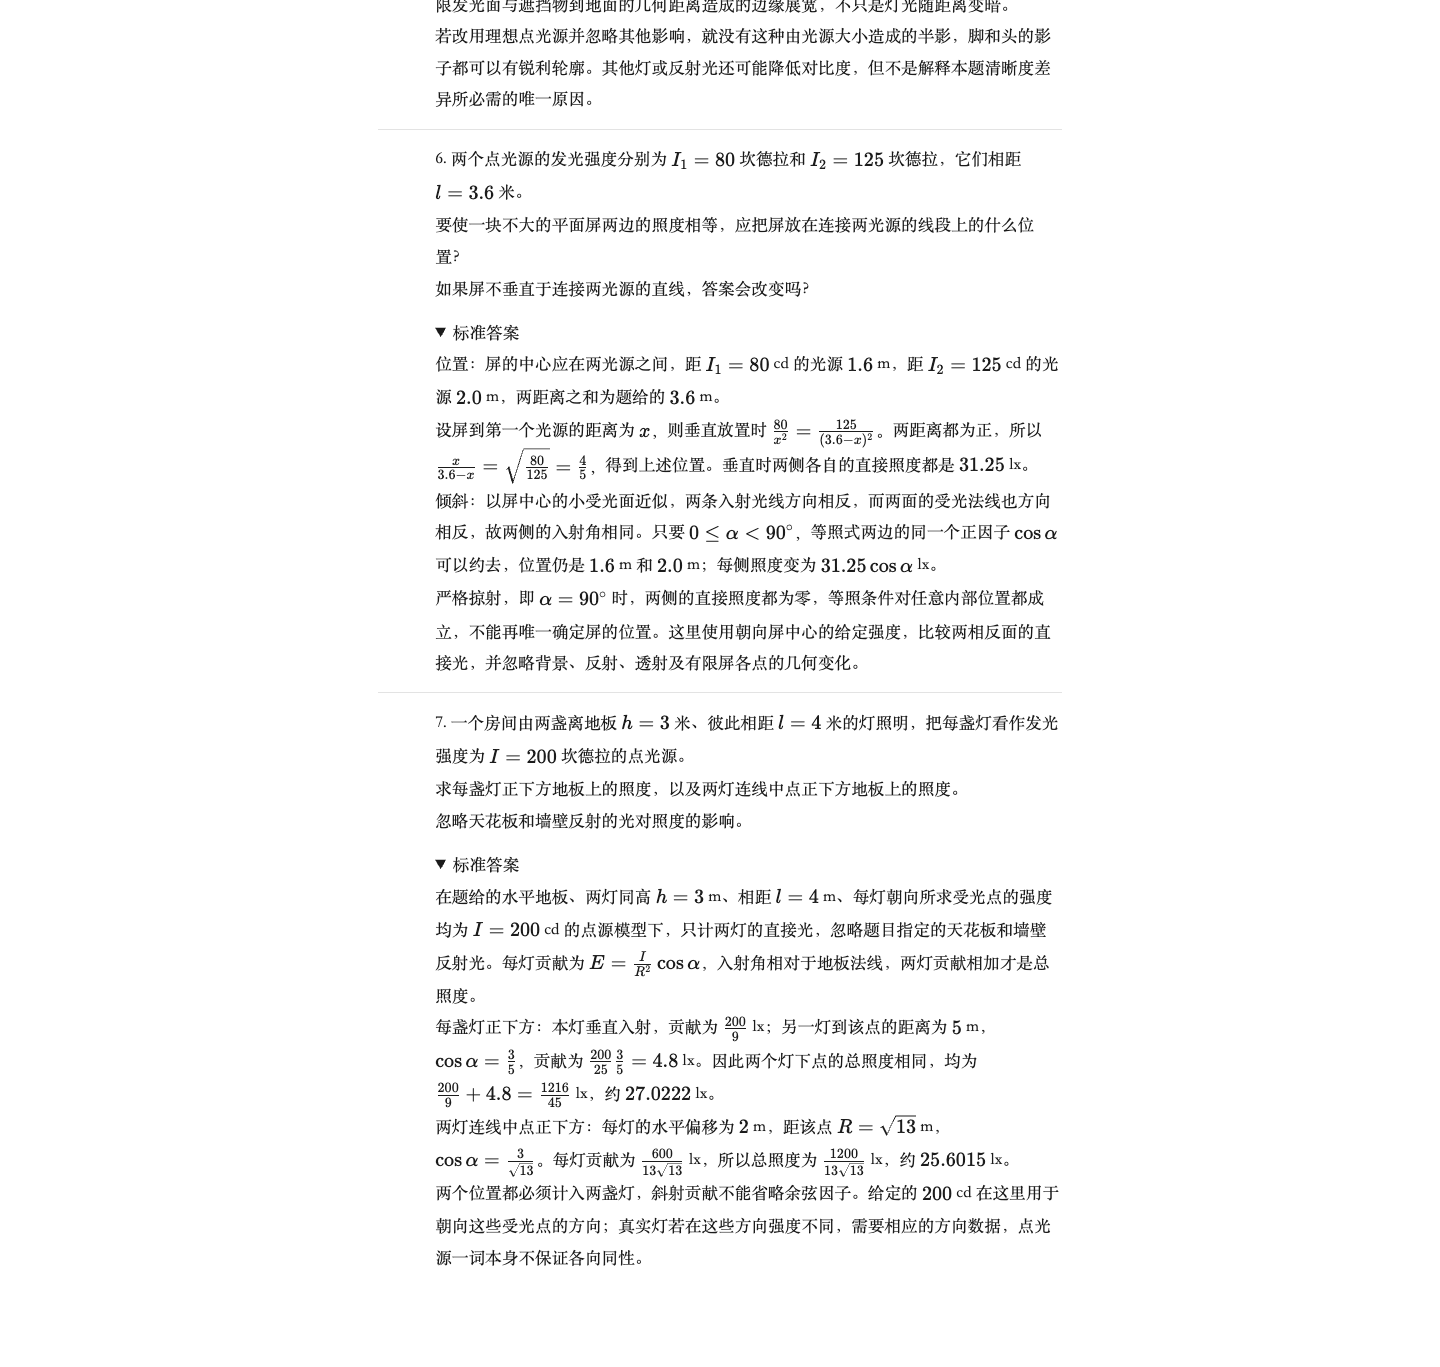 限发光面与遮挡物到地面的几何距离造成的边缘展宽，不只是灯光随距离变暗。
若改用理想点光源并忽略其他影响，就没有这种由光源大小造成的半影，脚和头的影
子都可以有锐利轮廓。其他灯或反射光还可能降低对比度，但不是解释本题清晰度差
异所必需的唯一原因。
6. 两个点光源的发光强度分别为 I₁ = 80 坎德拉和 I₂ = 125 坎德拉，它们相距
l = 3.6 米。
要使一块不大的平面屏两边的照度相等，应把屏放在连接两光源的线段上的什么位
置?
如果屏不垂直于连接两光源的直线，答案会改变吗?
▼ 标准答案
位置：屏的中心应在两光源之间，距 I₁ = 80 cd 的光源 1.6 m，距 I₂ = 125 cd 的光
源 2.0 m，两距离之和为题给的 3.6 m。
设屏到第一个光源的距离为 x，则垂直放置时 80/x² = 125/(3.6−x)²。两距离都为正，所以
x/(3.6−x) = √(80/125) = 4/5，得到上述位置。垂直时两侧各自的直接照度都是 31.25 lx。
倾斜：以屏中心的小受光面近似，两条入射光线方向相反，而两面的受光法线也方向
相反，故两侧的入射角相同。只要 0 ≤ α < 90°，等照式两边的同一个正因子 cos α
可以约去，位置仍是 1.6 m 和 2.0 m；每侧照度变为 31.25 cos α lx。
严格掠射，即 α = 90° 时，两侧的直接照度都为零，等照条件对任意内部位置都成
立，不能再唯一确定屏的位置。这里使用朝向屏中心的给定强度，比较两相反面的直
接光，并忽略背景、反射、透射及有限屏各点的几何变化。
7. 一个房间由两盏离地板 h = 3 米、彼此相距 l = 4 米的灯照明，把每盏灯看作发光
强度为 I = 200 坎德拉的点光源。
求每盏灯正下方地板上的照度，以及两灯连线中点正下方地板上的照度。
忽略天花板和墙壁反射的光对照度的影响。
▼ 标准答案
在题给的水平地板、两灯同高 h = 3 m、相距 l = 4 m、每灯朝向所求受光点的强度
均为 I = 200 cd 的点源模型下，只计两灯的直接光，忽略题目指定的天花板和墙壁
反射光。每灯贡献为 E = I/R² cos α，入射角相对于地板法线，两灯贡献相加才是总
照度。
每盏灯正下方：本灯垂直入射，贡献为 200/9 lx；另一灯到该点的距离为 5 m，
cos α = 3/5，贡献为 200/25 3/5 = 4.8 lx。因此两个灯下点的总照度相同，均为
200/9 + 4.8 = 1216/45 lx，约 27.0222 lx。
两灯连线中点正下方：每灯的水平偏移为 2 m，距该点 R = √13 m，
cos α = 3/√13。每灯贡献为 600/(13√13) lx，所以总照度为 1200/(13√13) lx，约 25.6015 lx。
两个位置都必须计入两盏灯，斜射贡献不能省略余弦因子。给定的 200 cd 在这里用于
朝向这些受光点的方向；真实灯若在这些方向强度不同，需要相应的方向数据，点光
源一词本身不保证各向同性。